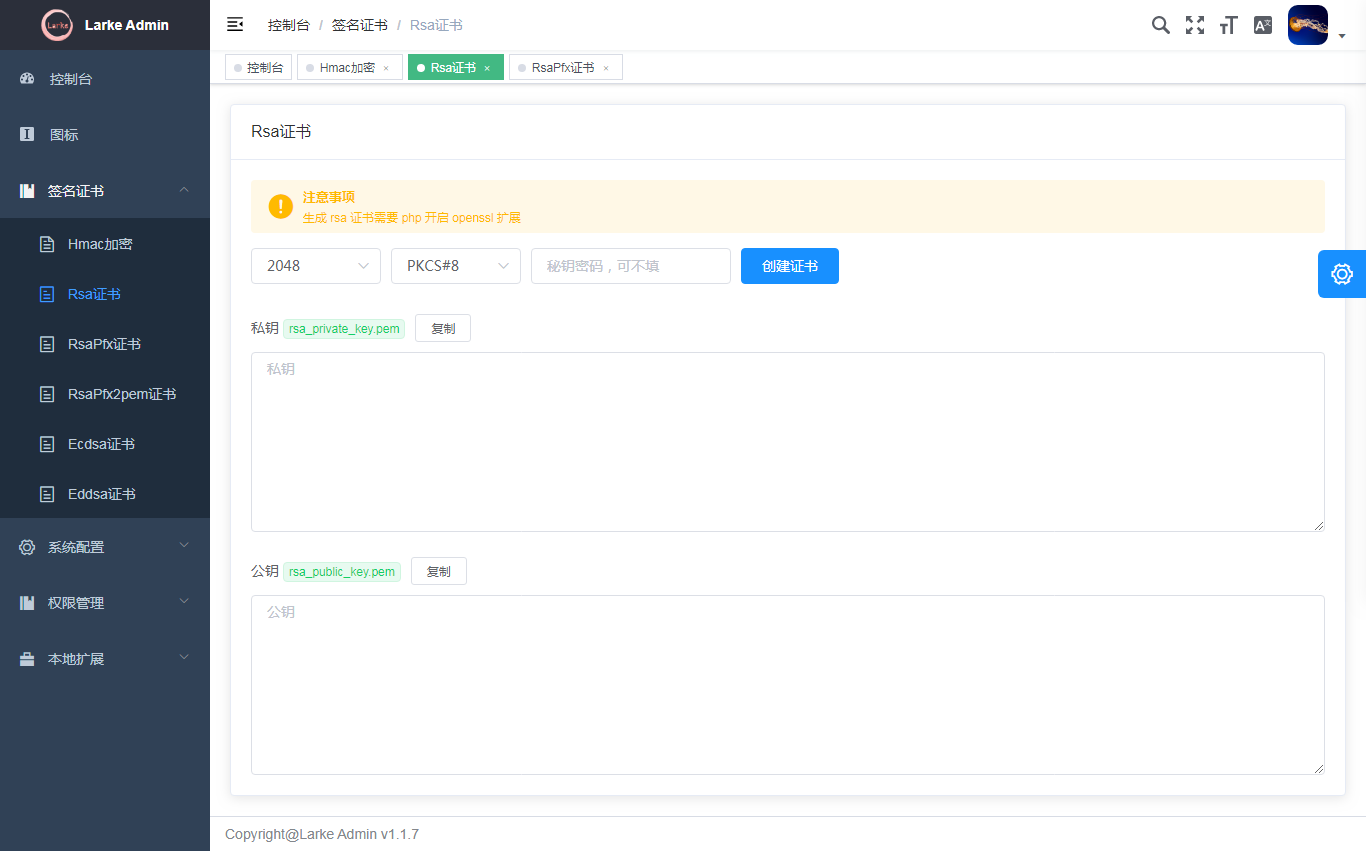 Larke
Larke Admin
控制台 / 签名证书 / Rsa证书
控制台
Hmac加密 ×
Rsa证书 ×
RsaPfx证书 ×
控制台
图标
签名证书
Hmac加密
Rsa证书
RsaPfx证书
RsaPfx2pem证书
Ecdsa证书
Eddsa证书
系统配置
权限管理
本地扩展
Rsa证书
注意事项
生成 rsa 证书需要 php 开启 openssl 扩展
2048
PKCS#8
秘钥密码，可不填
创建证书
私钥 rsa_private_key.pem 复制
私钥
公钥 rsa_public_key.pem 复制
公钥
Copyright@Larke Admin v1.1.7